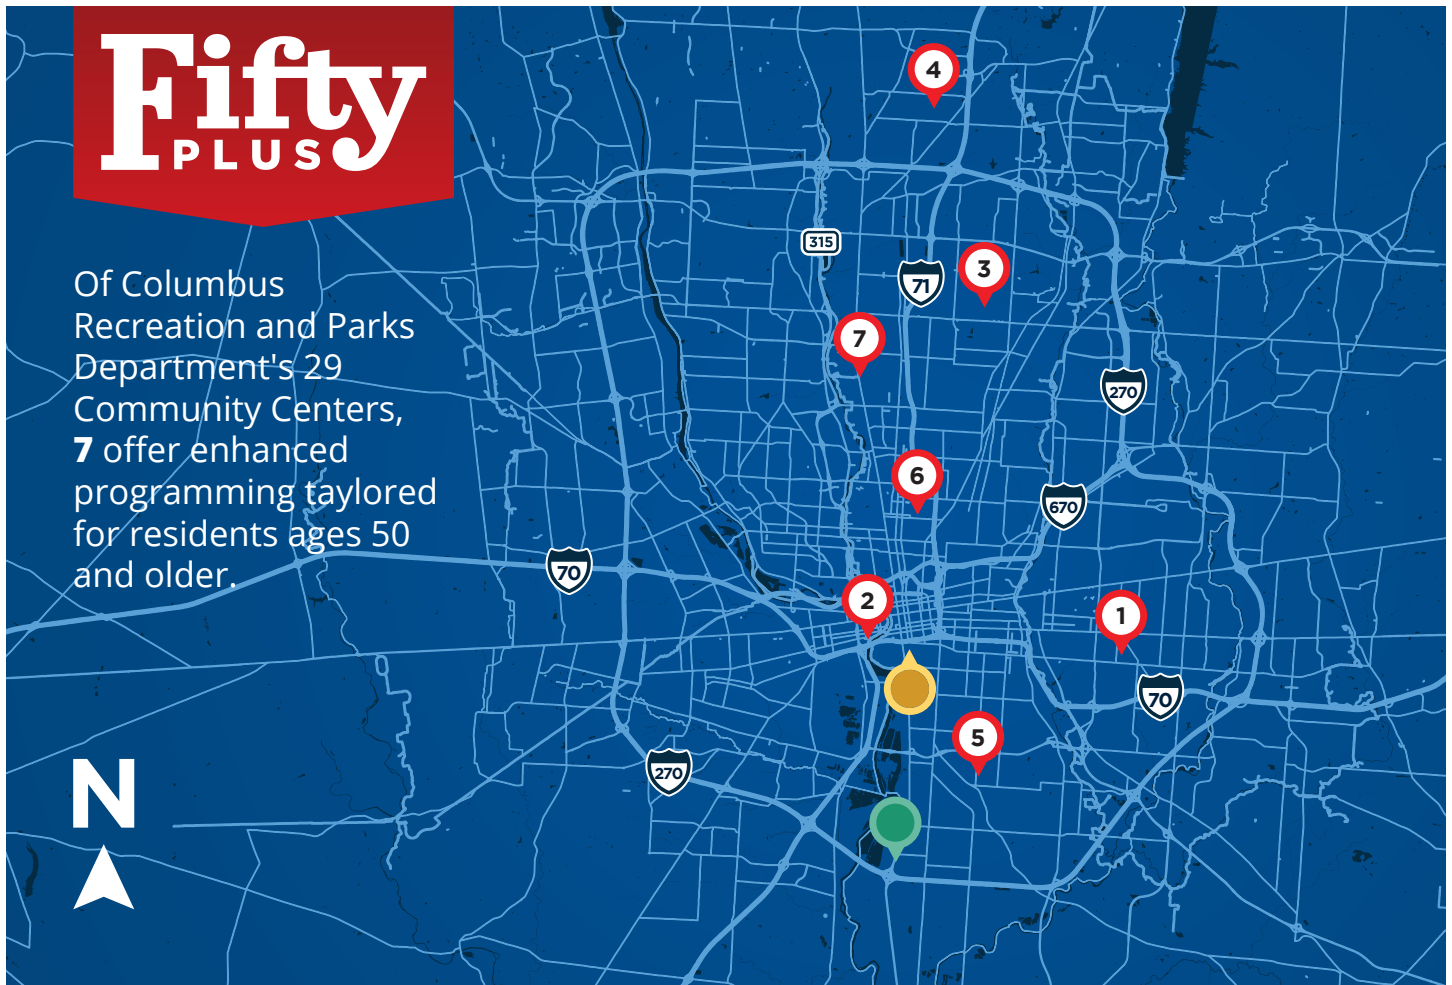 Fifty
PLUS
Of Columbus
Recreation and Parks
Department's 29
Community Centers,
7 offer enhanced
programming taylored
for residents ages 50
and older.
4
315
71
3
7
270
6
670
70
2
1
70
5
270
N